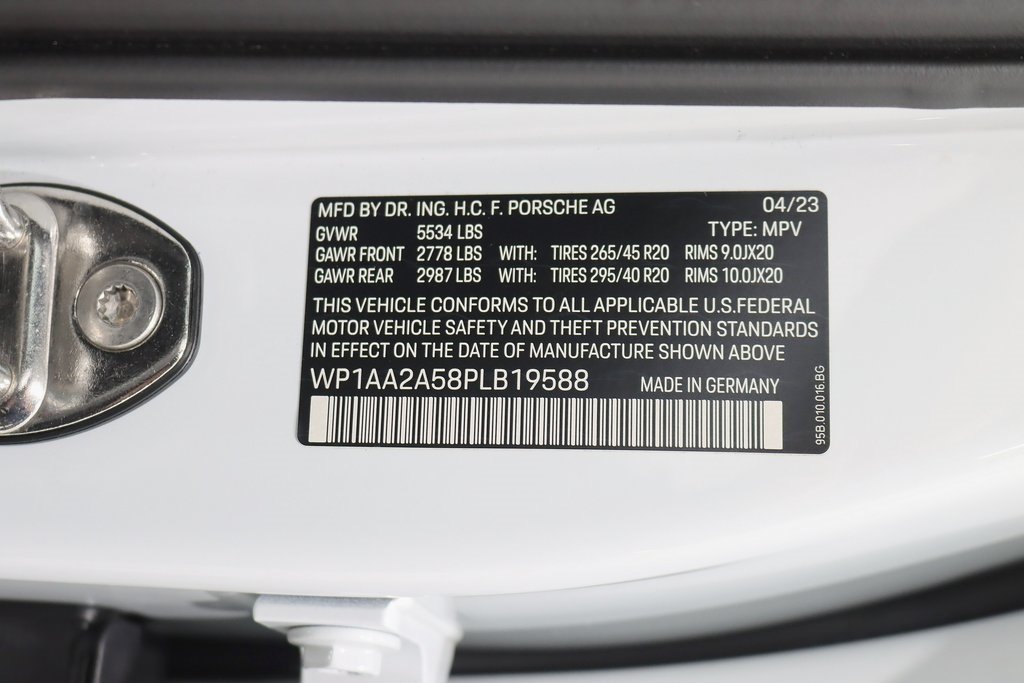 MFD BY DR. ING. H.C. F. PORSCHE AG 04/23
GVWR 5534 LBS TYPE: MPV
GAWR FRONT 2778 LBS WITH: TIRES 265/45 R20 RIMS 9.0JX20
GAWR REAR 2987 LBS WITH: TIRES 295/40 R20 RIMS 10.0JX20
THIS VEHICLE CONFORMS TO ALL APPLICABLE U.S.FEDERAL
MOTOR VEHICLE SAFETY AND THEFT PREVENTION STANDARDS
IN EFFECT ON THE DATE OF MANUFACTURE SHOWN ABOVE
WP1AA2A58PLB19588 MADE IN GERMANY
95B.010.016.BG